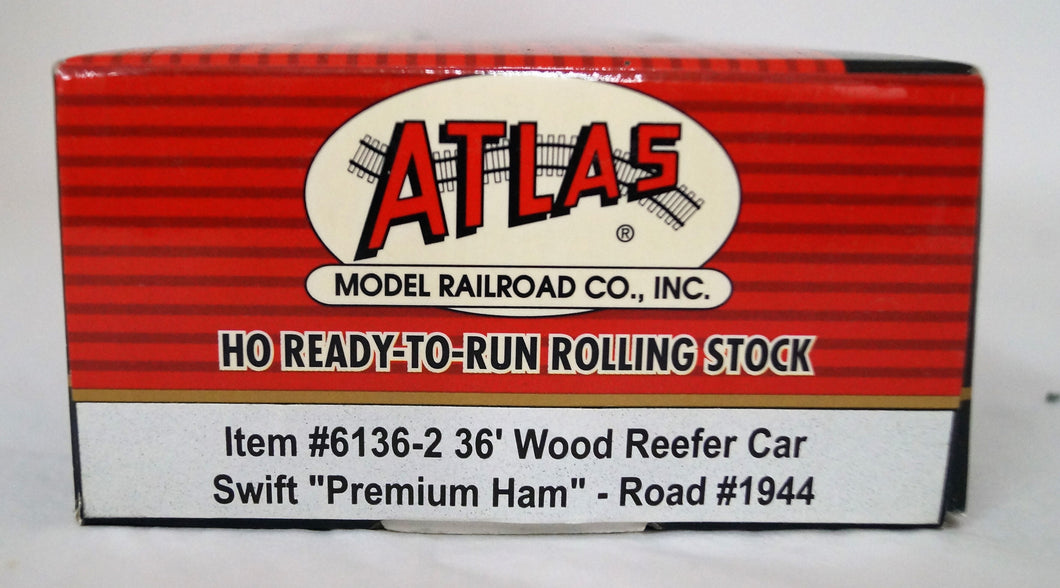 ATLAS
®
MODEL RAILROAD CO., INC.
HO READY-TO-RUN ROLLING STOCK
Item #6136-2 36' Wood Reefer Car
Swift "Premium Ham" - Road #1944